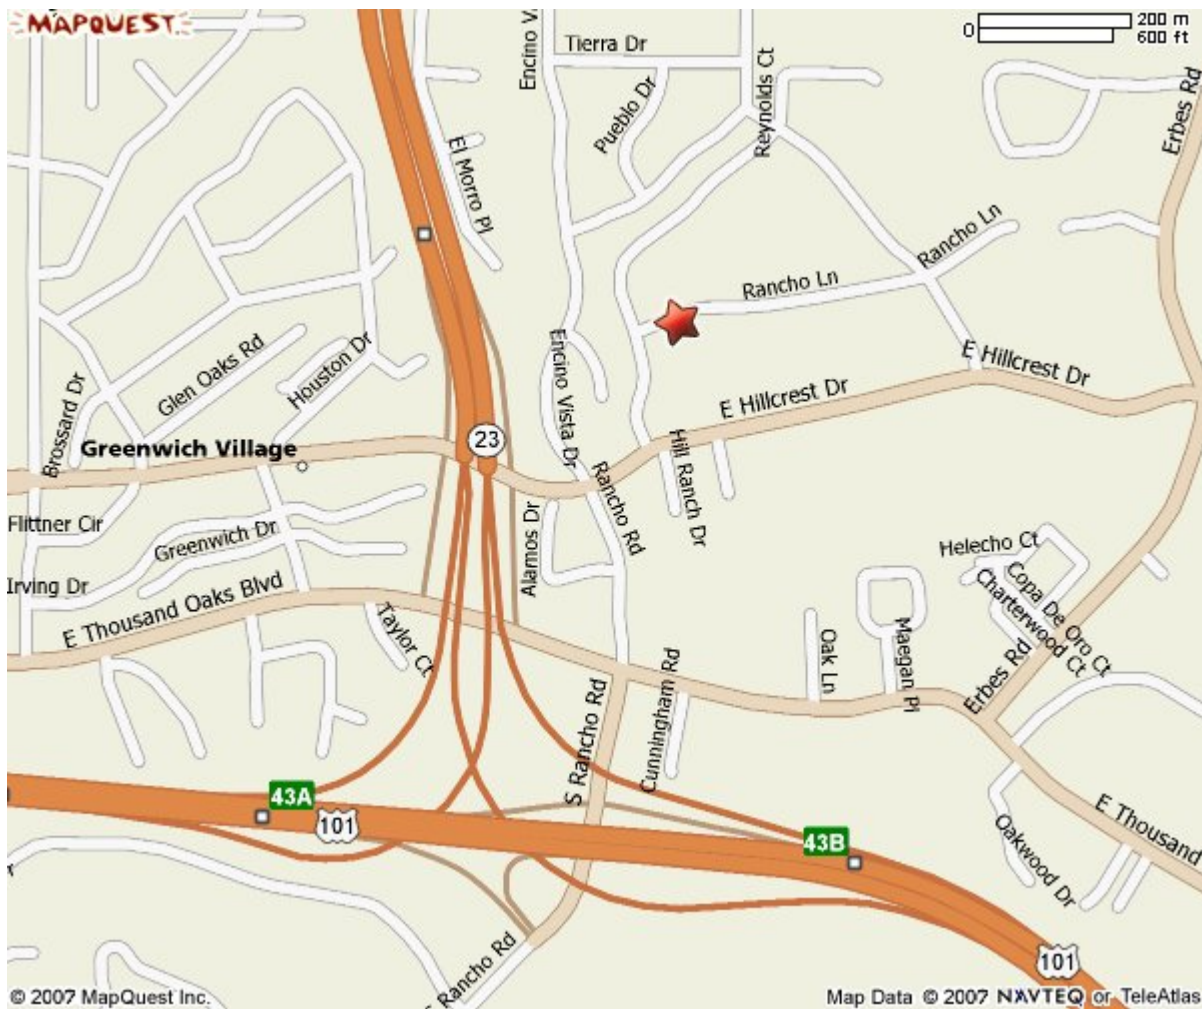 MAPQUEST.
0
200 m
600 ft
Encino V
Tierra Dr
Reynolds Ct
Pueblo Dr
Erbes Rd
El Morro Pl
Rancho Ln
Rancho Ln
Glen Oaks Rd
Houston Dr
Brossard Dr
Encino Vista Dr
E Hillcrest Dr
E Hillcrest Dr
Greenwich Village
23
Hill Ranch Dr
Rancho Rd
Alamos Dr
Flittner Cir
Greenwich Dr
Irving Dr
E Thousand Oaks Blvd
Taylor Ct
Helecho Ct
Copa De Oro Ct
Charterwood Ct
Oak Ln
Maegan Pl
Erbes Rd
Cunningham Rd
S Rancho Rd
43A
101
43B
E Thousand
Oakwood Dr
Rancho Rd
101
© 2007 MapQuest Inc.
Map Data © 2007 NAVTEQ or TeleAtlas